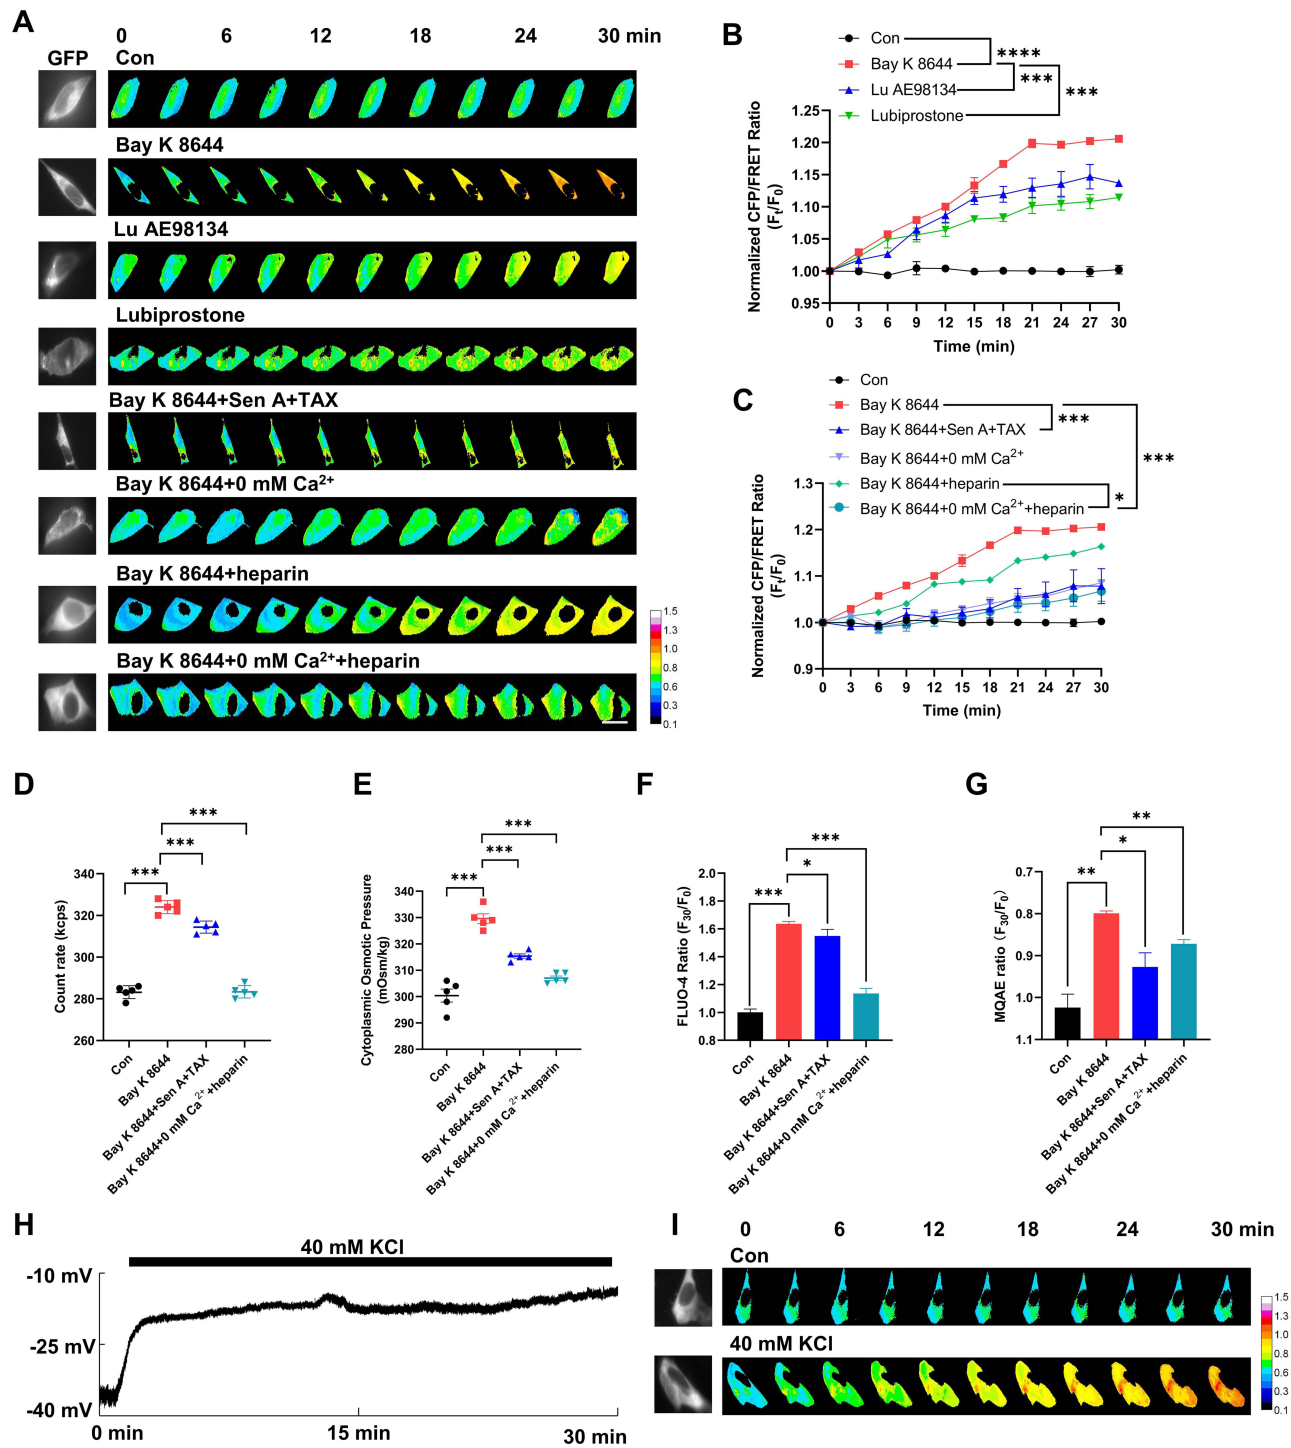 A
0 6 12 18 24 30 min
GFP
Con
Bay K 8644
Lu AE98134
Lubiprostone
Bay K 8644+Sen A+TAX
Bay K 8644+0 mM Ca²⁺
Bay K 8644+heparin
Bay K 8644+0 mM Ca²⁺+heparin
1.5
1.3
1.0
0.8
0.6
0.3
0.1
B
Con
Bay K 8644
Lu AE98134
Lubiprostone
****
***
***
Normalized CFP/FRET Ratio
(Fₜ/F₀)
1.25
1.20
1.15
1.10
1.05
1.00
0.95
0 3 6 9 12 15 18 21 24 27 30
Time (min)
C
Con
Bay K 8644
Bay K 8644+Sen A+TAX
Bay K 8644+0 mM Ca²⁺
Bay K 8644+heparin
Bay K 8644+0 mM Ca²⁺+heparin
***
***
*
Normalized CFP/FRET Ratio
(Fₜ/F₀)
1.3
1.2
1.1
1.0
0.9
0 3 6 9 12 15 18 21 24 27 30
Time (min)
D
***
***
***
Count rate (kcps)
340
320
300
280
260
Con
Bay K 8644
Bay K 8644+Sen A+TAX
Bay K 8644+0 mM Ca²⁺+heparin
E
***
***
***
Cytoplasmic Osmotic Pressure
(mOsm/kg)
340
330
320
310
300
290
280
Con
Bay K 8644
Bay K 8644+Sen A+TAX
Bay K 8644+0 mM Ca²⁺+heparin
F
***
*
***
FLUO-4 Ratio (F₃₀/F₀)
2.0
1.8
1.6
1.4
1.2
1.0
0.8
Con
Bay K 8644
Bay K 8644+Sen A+TAX
Bay K 8644+0 mM Ca²⁺+heparin
G
**
*
**
MQAE ratio (F₃₀/F₀)
0.7
0.8
0.9
1.0
1.1
Con
Bay K 8644
Bay K 8644+Sen A+TAX
Bay K 8644+0 mM Ca²⁺+heparin
H
40 mM KCl
-10 mV
-25 mV
-40 mV
0 min 15 min 30 min
I
0 6 12 18 24 30 min
Con
40 mM KCl
1.5
1.3
1.0
0.8
0.6
0.3
0.1